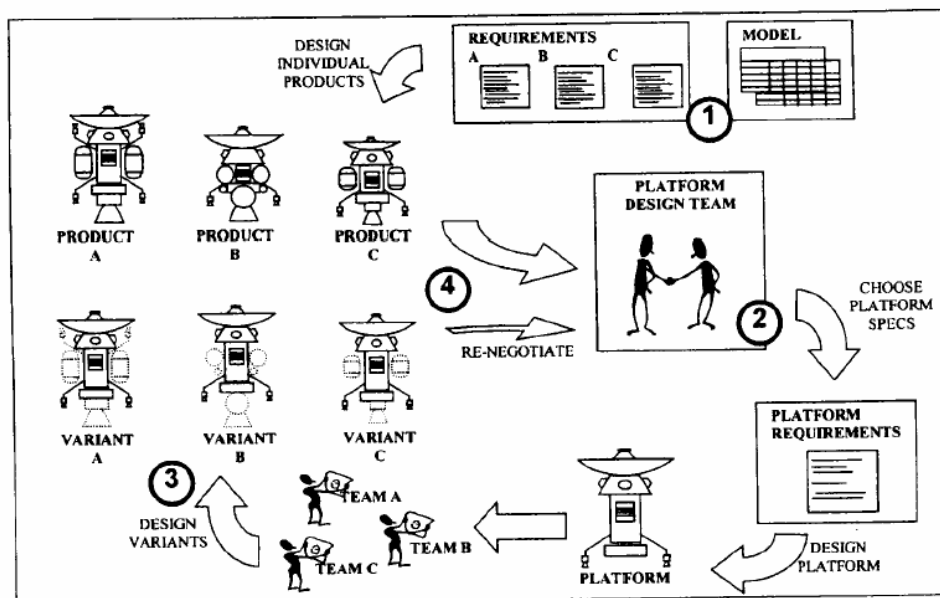 DESIGN
INDIVIDUAL
PRODUCTS
REQUIREMENTS
A B C
MODEL
1
PRODUCT
A
PRODUCT
B
PRODUCT
C
PLATFORM
DESIGN TEAM
4
2
CHOOSE
PLATFORM
SPECS
RE-NEGOTIATE
VARIANT
A
VARIANT
B
VARIANT
C
PLATFORM
REQUIREMENTS
3
DESIGN
VARIANTS
TEAM A
TEAM B
TEAM C
PLATFORM
DESIGN
PLATFORM